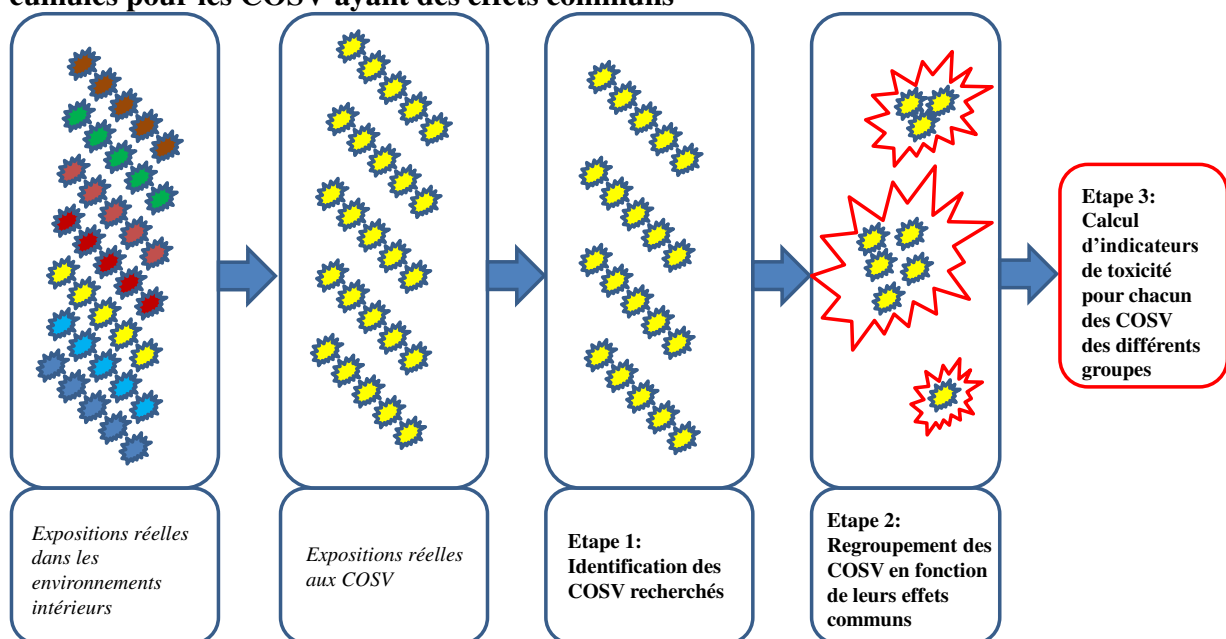 cumulés pour les COSV ayant des effets communs
Etape 3:
Calcul
d’indicateurs
de toxicité
pour chacun
des COSV
des différents
groupes
Expositions réelles
dans les
environnements
intérieurs
Expositions réelles
aux COSV
Etape 1:
Identification des
COSV recherchés
Etape 2:
Regroupement des
COSV en fonction
de leurs effets
communs